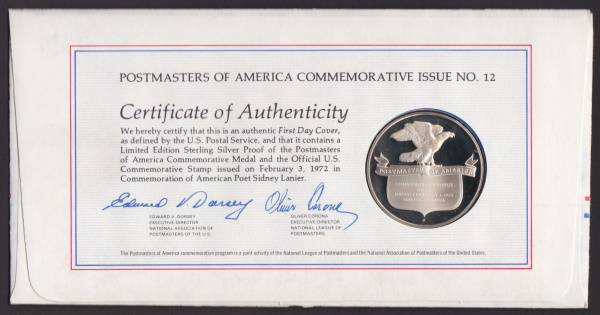 POSTMASTERS OF AMERICA COMMEMORATIVE ISSUE NO. 12
Certificate of Authenticity
We hereby certify that this is an authentic First Day Cover,
as defined by the U.S. Postal Service, and that it contains a
Limited Edition Sterling Silver Proof of the Postmasters
of America Commemorative Medal and the Official U.S.
Commemorative Stamp issued on February 3, 1972 in
Commemoration of American Poet Sidney Lanier.
POSTMASTERS OF AMERICA
Edward V. Dorsey
Oliver Corona
EDWARD V. DORSEY
EXECUTIVE DIRECTOR
NATIONAL ASSOCIATION OF
POSTMASTERS OF THE U.S.
OLIVER CORONA
EXECUTIVE DIRECTOR
NATIONAL LEAGUE OF
POSTMASTERS
The Postmasters of America commemorative program is a joint activity of the National League of Postmasters and the National Association of Postmasters of the United States.